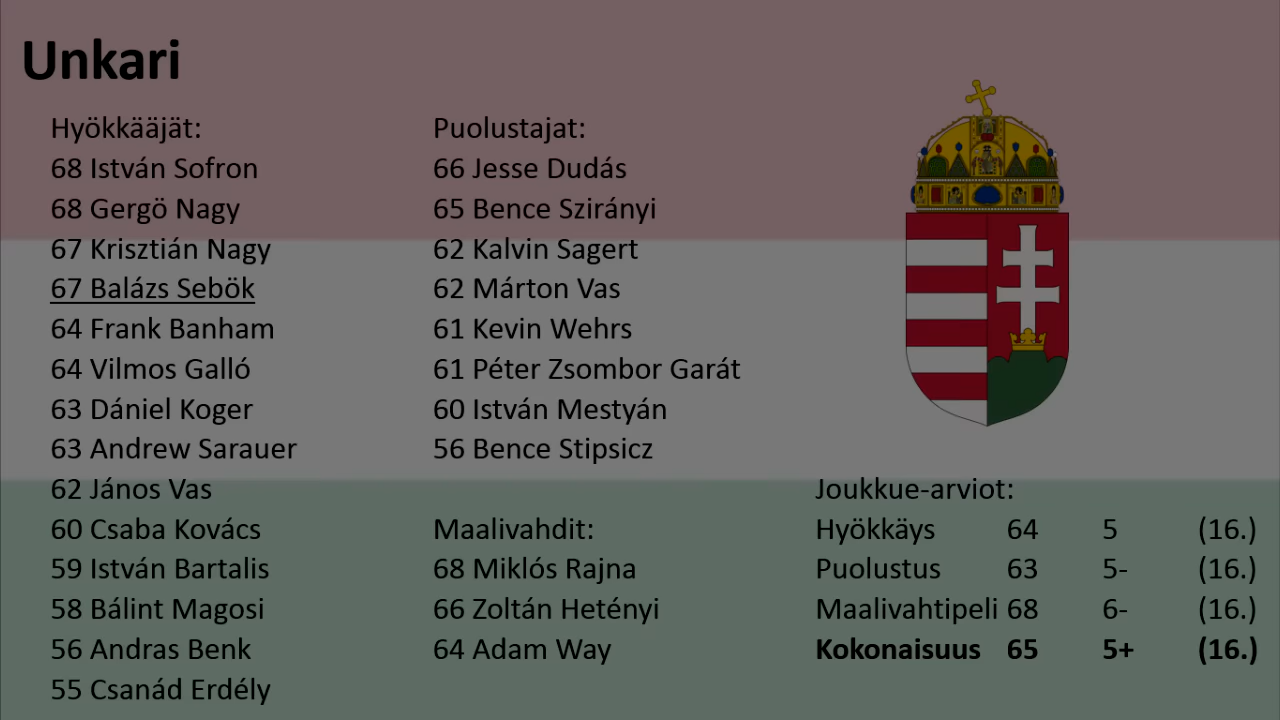 Unkari
Hyökkääjät:
68 István Sofron
68 Gergö Nagy
67 Krisztián Nagy
67 Balázs Sebök
64 Frank Banham
64 Vilmos Galló
63 Dániel Koger
63 Andrew Sarauer
62 János Vas
60 Csaba Kovács
59 István Bartalis
58 Bálint Magosi
56 Andras Benk
55 Csanád Erdély
Puolustajat:
66 Jesse Dudás
65 Bence Szirányi
62 Kalvin Sagert
62 Márton Vas
61 Kevin Wehrs
61 Péter Zsombor Garát
60 István Mestyán
56 Bence Stipsicz
Maalivahdit:
68 Miklós Rajna
66 Zoltán Hetényi
64 Adam Way
Joukkue-arviot:
Hyökkäys 64 5 (16.)
Puolustus 63 5- (16.)
Maalivahtipeli 68 6- (16.)
Kokonaisuus 65 5+ (16.)